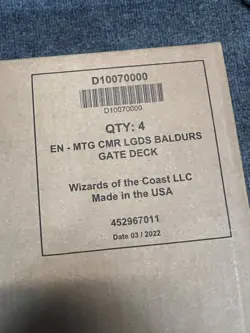 D10070000
D10070000
QTY: 4
EN - MTG CMR LGDS BALDURS
GATE DECK
Wizards of the Coast LLC
Made in the USA
452967011
Date 03 / 2022